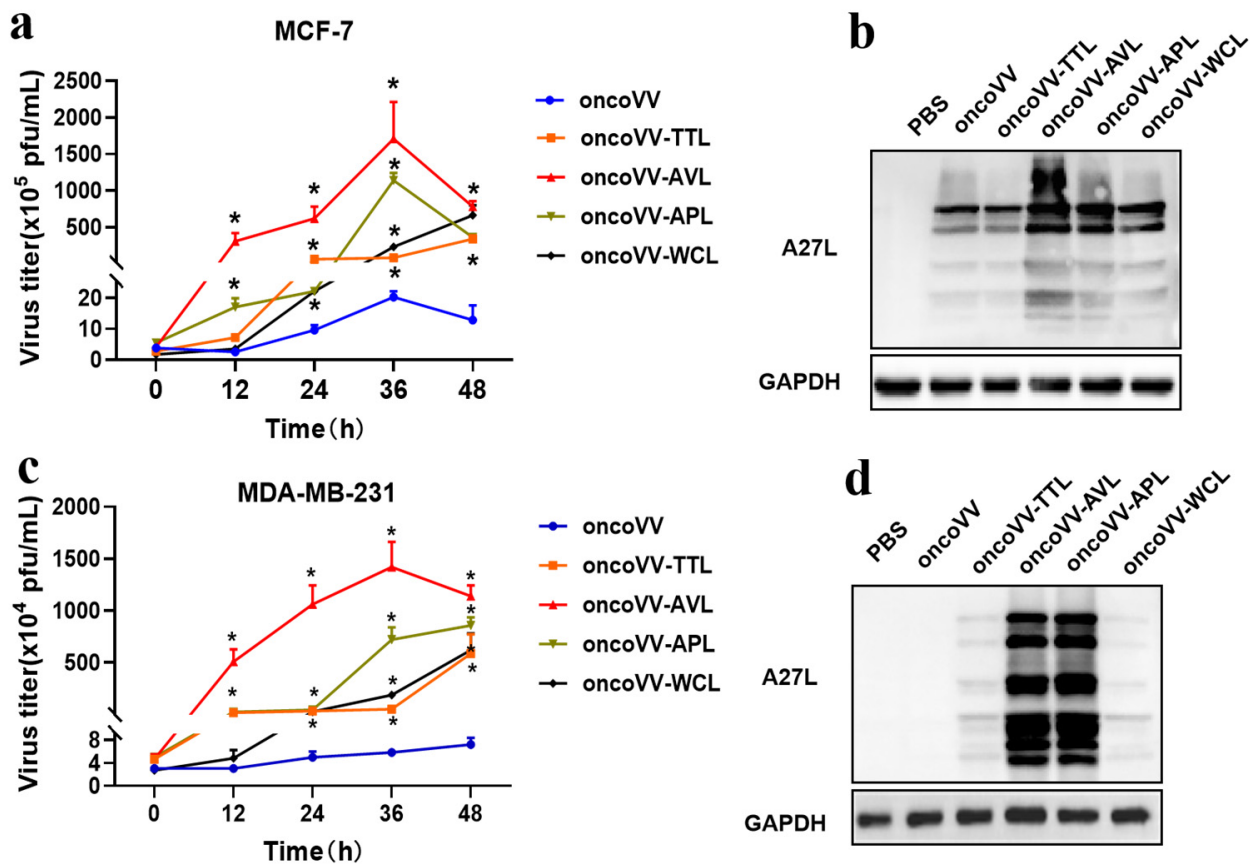 a
MCF-7
Virus titer(x10⁵ pfu/mL)
2500
2000
1500
1000
500
20
10
0
* * * * * * * * * * *
0 12 24 36 48
Time(h)
oncoVV
oncoVV-TTL
oncoVV-AVL
oncoVV-APL
oncoVV-WCL
b
PBS
oncoVV
oncoVV-TTL
oncoVV-AVL
oncoVV-APL
oncoVV-WCL
A27L
GAPDH
c
MDA-MB-231
Virus titer(x10⁴ pfu/mL)
2000
1500
1000
500
8
4
0
* * * * * * * * * * * *
0 12 24 36 48
Time(h)
oncoVV
oncoVV-TTL
oncoVV-AVL
oncoVV-APL
oncoVV-WCL
d
PBS
oncoVV
oncoVV-TTL
oncoVV-AVL
oncoVV-APL
oncoVV-WCL
A27L
GAPDH